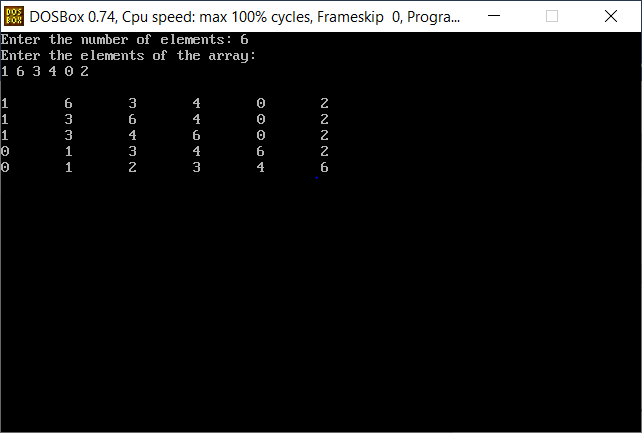 DOS BOX DOSBox 0.74, Cpu speed: max 100% cycles, Frameskip 0, Progra...
Enter the number of elements: 6
Enter the elements of the array:
1 6 3 4 0 2
1 6 3 4 0 2
1 3 6 4 0 2
1 3 4 6 0 2
0 1 3 4 6 2
0 1 2 3 4 6